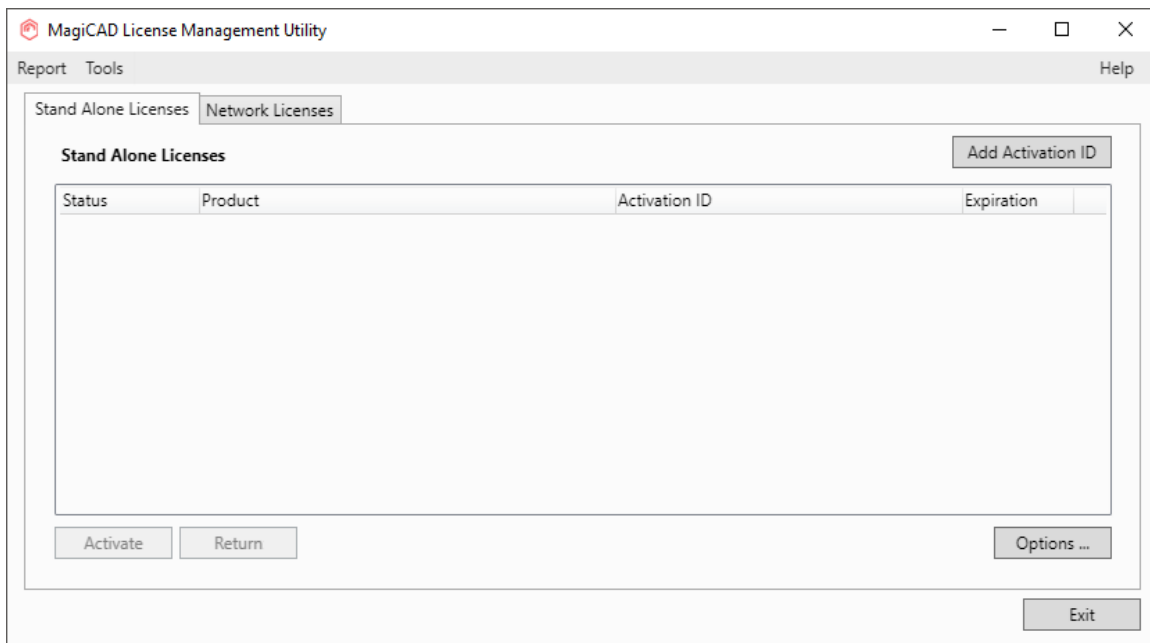 MagiCAD License Management Utility
Report Tools Help
Stand Alone Licenses Network Licenses
Stand Alone Licenses Add Activation ID
Status Product Activation ID Expiration
Activate Return Options ...
Exit